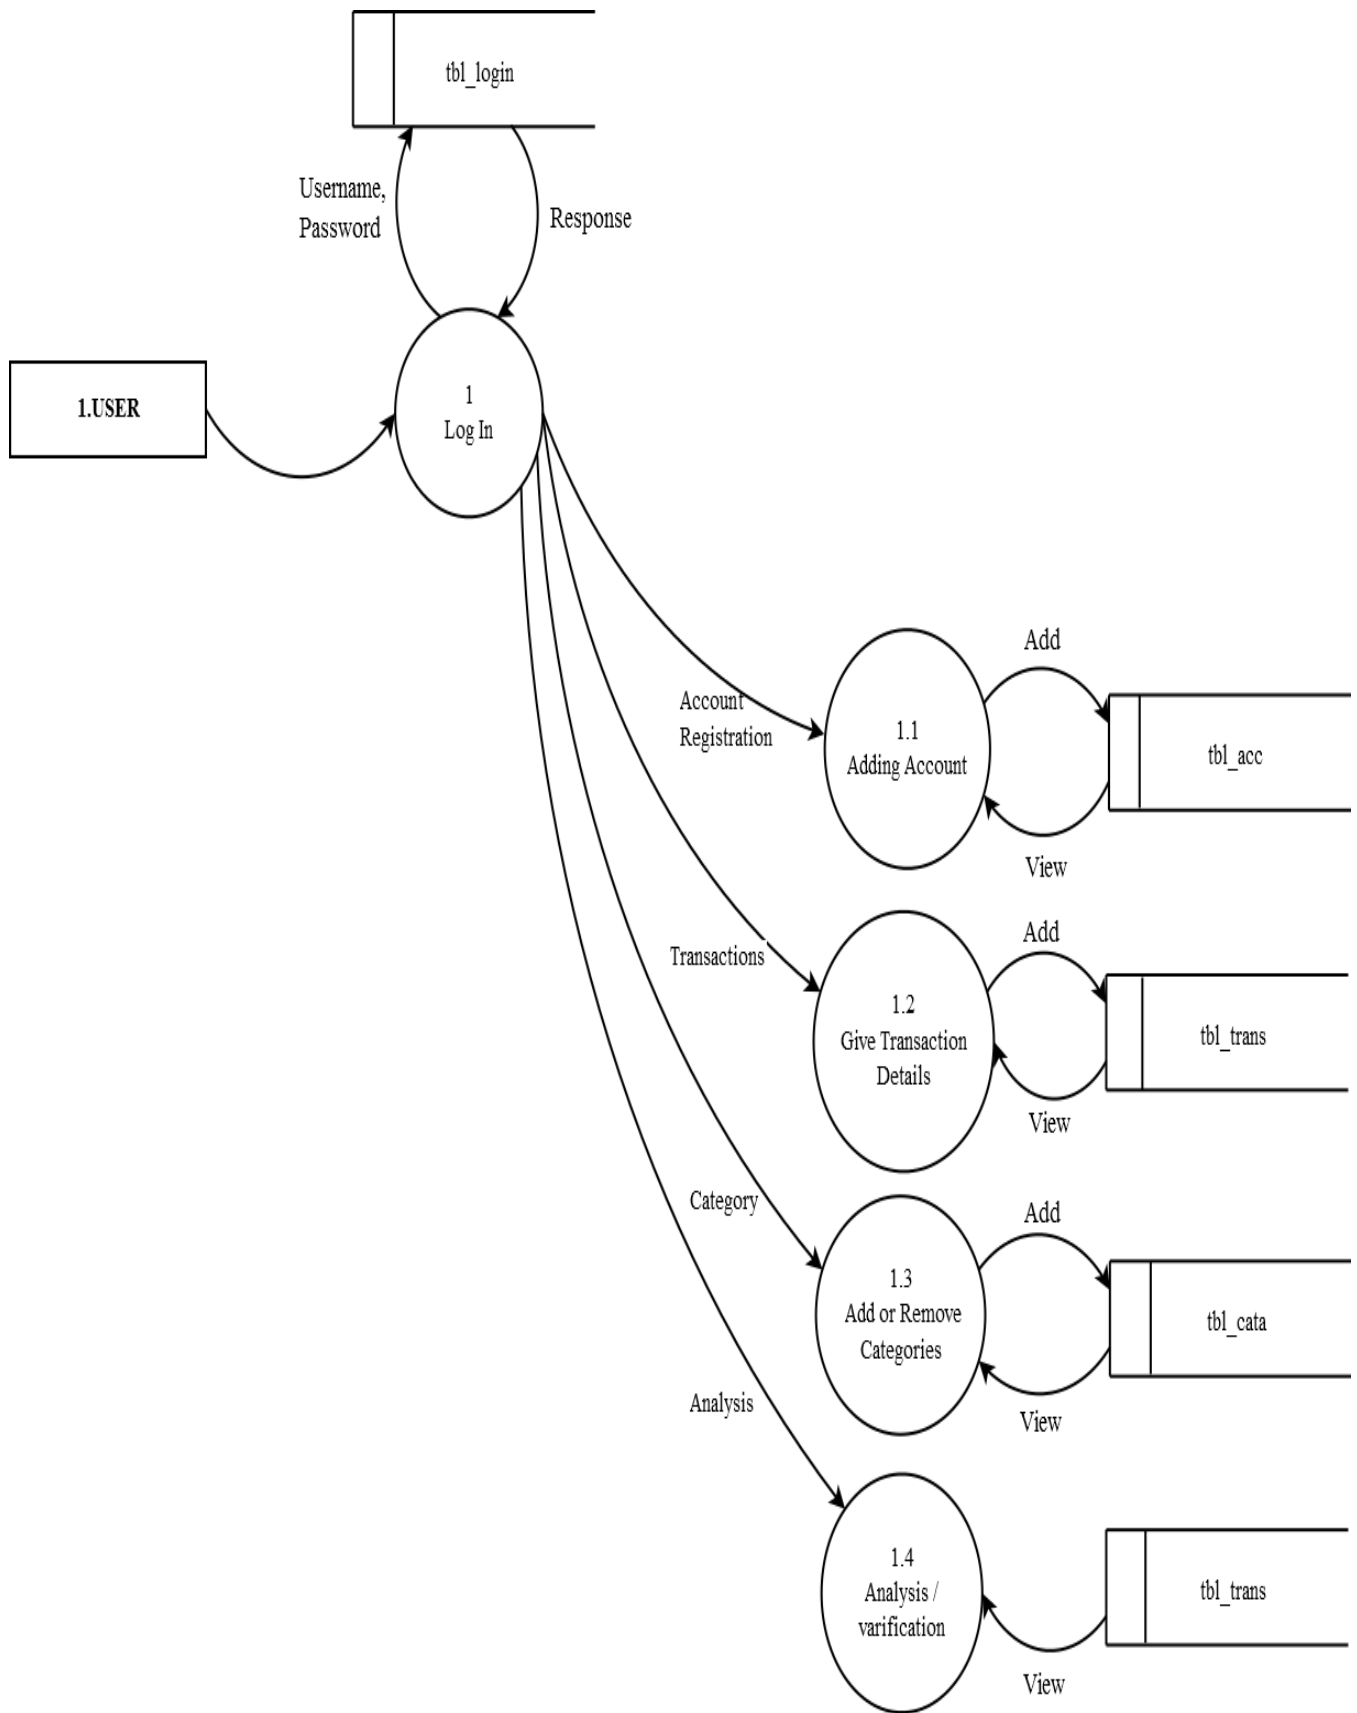 tbl_login
Username,
Password
Response
1.USER
1
Log In
Account
Registration
1.1
Adding Account
Add
tbl_acc
View
Transactions
1.2
Give Transaction
Details
Add
tbl_trans
View
Category
1.3
Add or Remove
Categories
Add
tbl_cata
View
Analysis
1.4
Analysis /
varification
tbl_trans
View